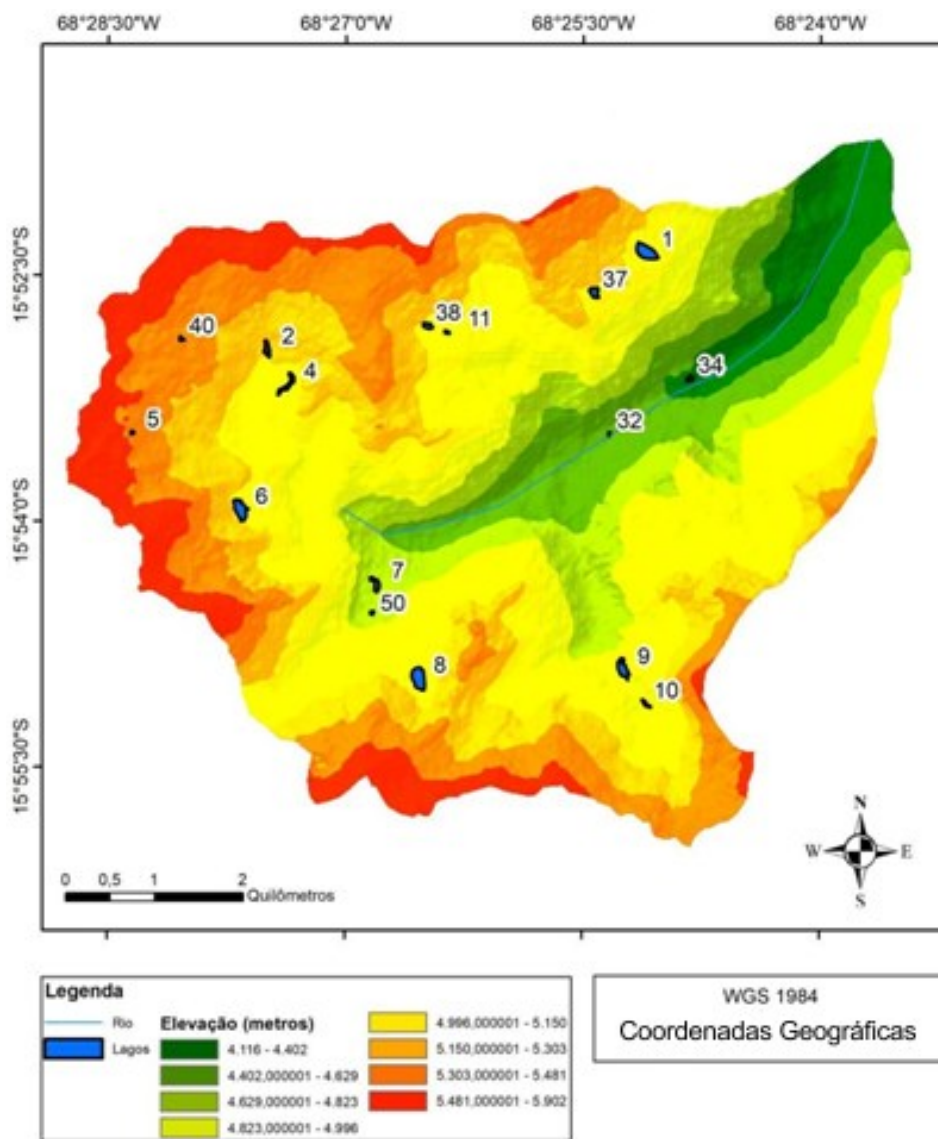 68°28'30"W 68°27'0"W 68°25'30"W 68°24'0"W
15°52'30"S
1
37
38 11
40
2
4
34
5
32
6
15°54'0"S
7
50
8
9
10
15°55'30"S
N
W E
S
0 0,5 1 2
Quilômetros
Legenda
Rio
Lagos
Elevação (metros)
4.116 - 4.402
4.402,000001 - 4.629
4.629,000001 - 4.823
4.823,000001 - 4.996
4.996,000001 - 5.150
5.150,000001 - 5.303
5.303,000001 - 5.481
5.481,000001 - 5.902
WGS 1984
Coordenadas Geográficas